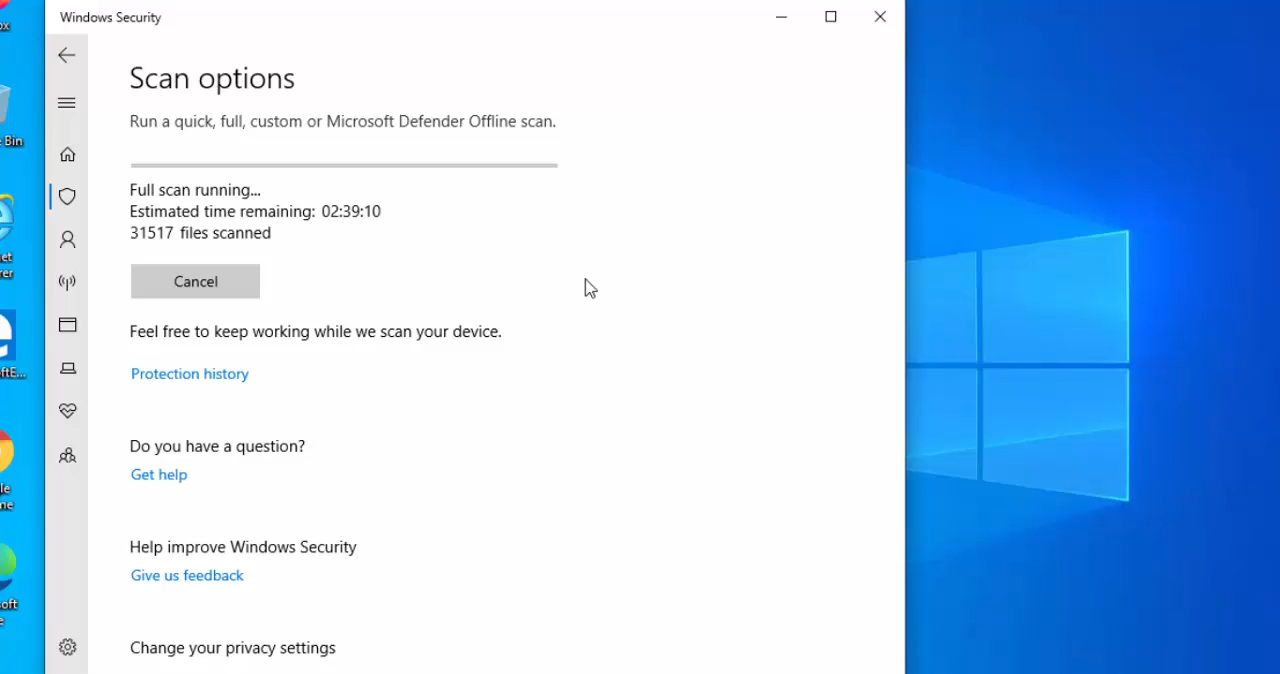 Windows Security
Scan options
Run a quick, full, custom or Microsoft Defender Offline scan.
Full scan running...
Estimated time remaining: 02:39:10
31517 files scanned
Cancel
Feel free to keep working while we scan your device.
Protection history
Do you have a question?
Get help
Help improve Windows Security
Give us feedback
Change your privacy settings
Bin